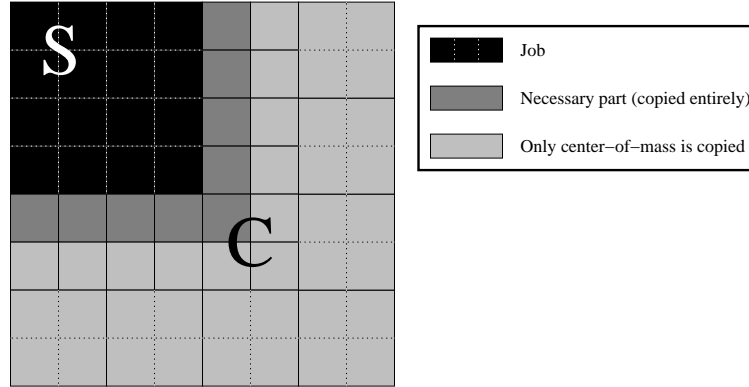 S
C
Job
Necessary part (copied entirely)
Only center−of−mass is copied